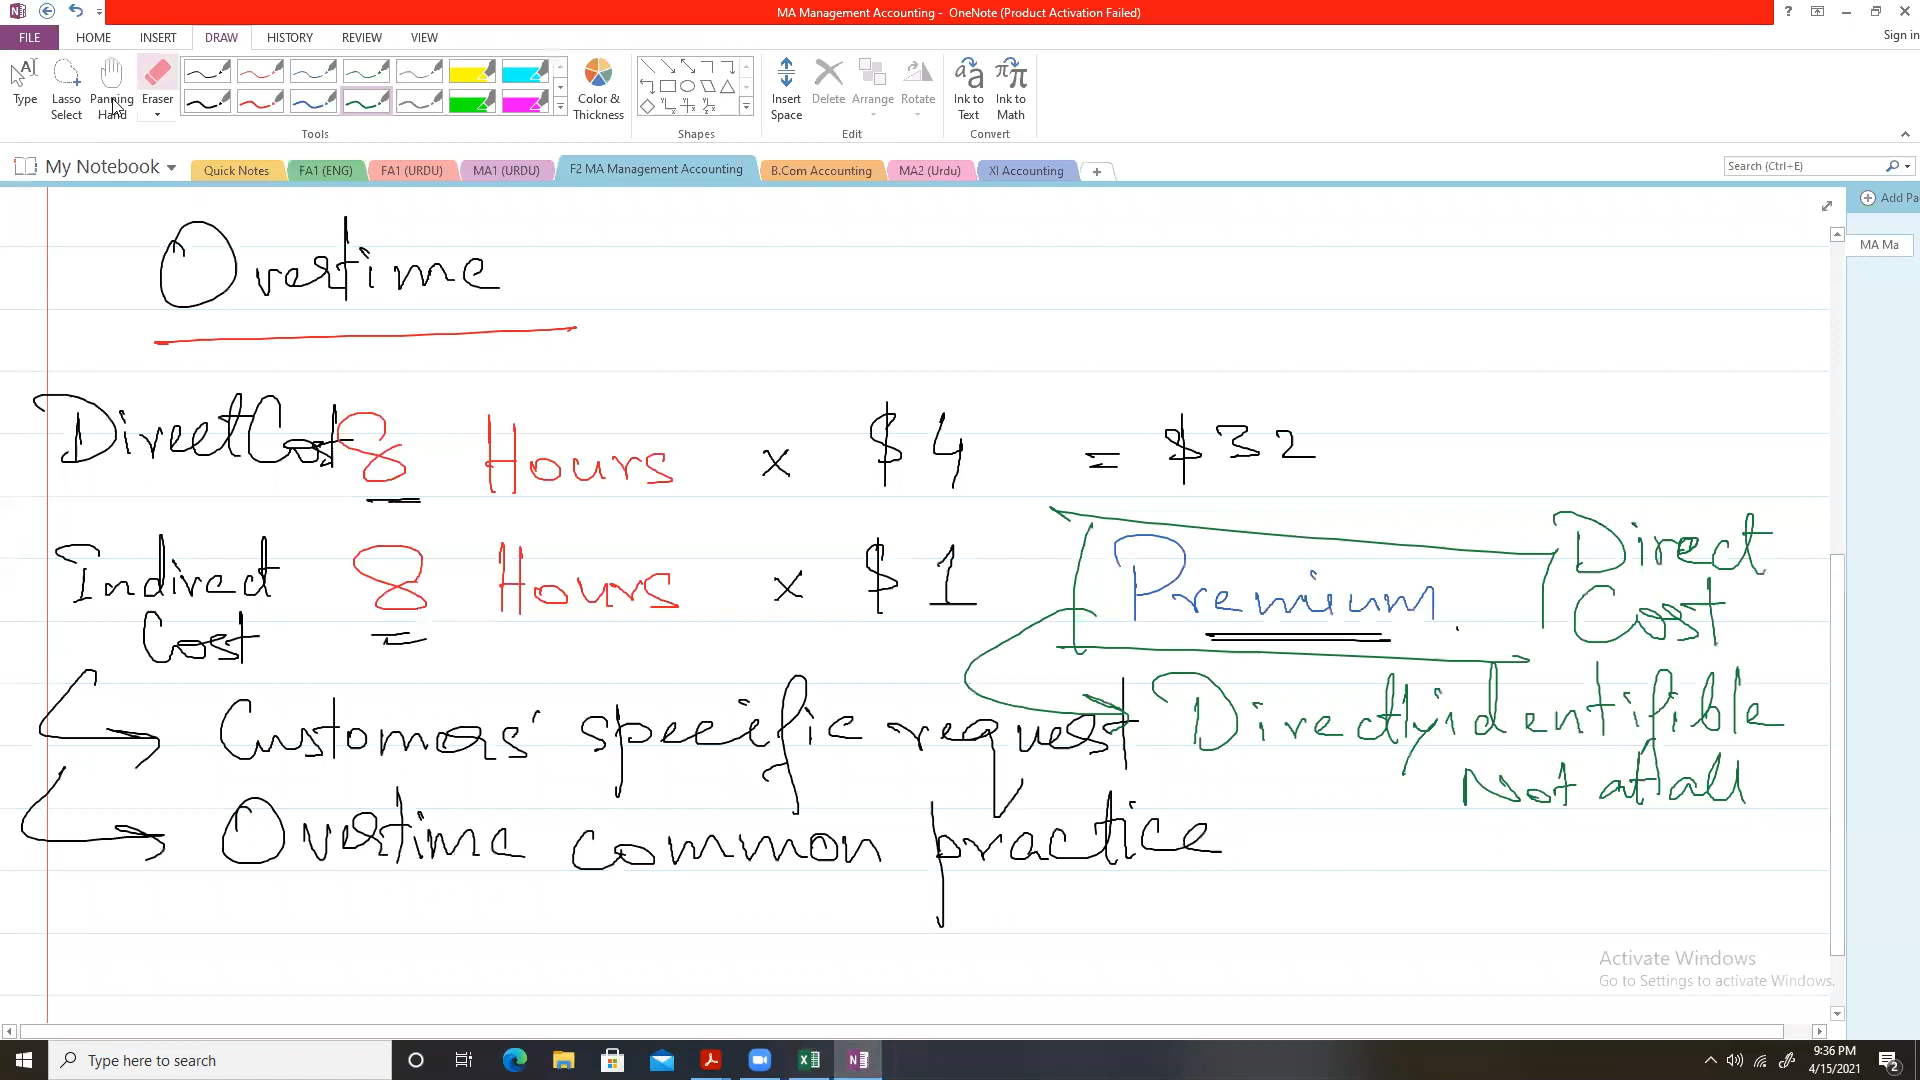 MA Management Accounting - OneNote (Product Activation Failed)
FILE HOME INSERT DRAW HISTORY REVIEW VIEW
Sign in
Type Lasso Select Panning Hand Eraser
Color & Thickness
Insert Space Delete Arrange Rotate Ink to Text Ink to Math
Tools Shapes Edit Convert
My Notebook Quick Notes FA1 (ENG) FA1 (URDU) MA1 (URDU) F2 MA Management Accounting B.Com Accounting MA2 (Urdu) XI Accounting
Search (Ctrl+E)
Add Pa
MA Ma
Overtime
Direct Cost 8 Hours x $ 4 = $ 32
Indirect Cost 8 Hours x $ 1 Premium Direct Cost
Customers' specific request Directly identifible
Not at all
Overtime common practice
Activate Windows
Go to Settings to activate Windows.
Type here to search
9:36 PM
4/15/2021
2